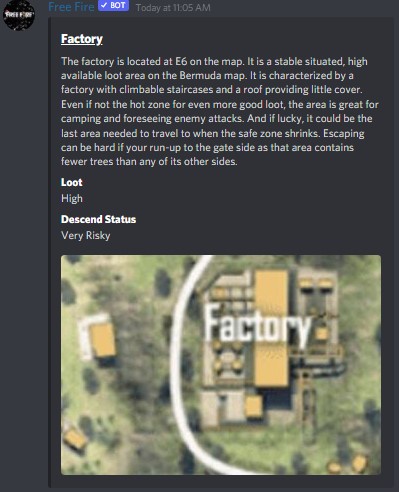 Free Fire BOT Today at 11:05 AM
Factory
The factory is located at E6 on the map. It is a stable situated, high
available loot area on the Bermuda map. It is characterized by a
factory with climbable staircases and a roof providing little cover.
Even if not the hot zone for even more good loot, the area is great for
camping and foreseeing enemy attacks. And if lucky, it could be the
last area needed to travel to when the safe zone shrinks. Escaping
can be hard if your run-up to the gate side as that area contains
fewer trees than any of its other sides.
Loot
High
Descend Status
Very Risky
Factory